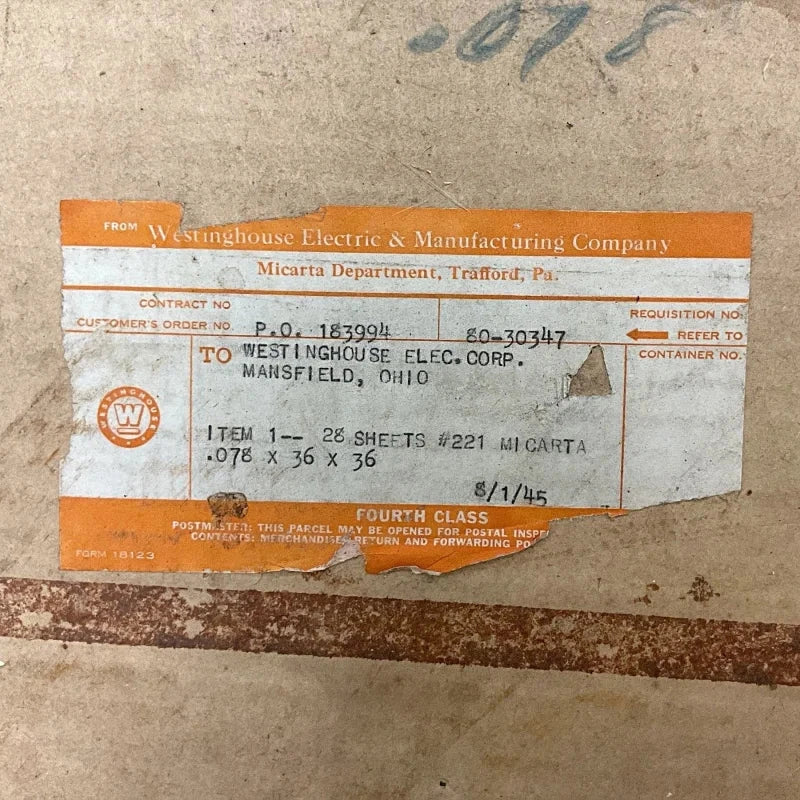 .078
FROM Westinghouse Electric & Manufacturing Company
Micarta Department, Trafford, Pa.
CONTRACT NO
CUSTOMER'S ORDER NO. P.O. 183994 80-30347
REQUISITION NO.
REFER TO
CONTAINER NO.
TO WESTINGHOUSE ELEC.CORP.
MANSFIELD, OHIO
WESTINGHOUSE
W
ITEM 1-- 28 SHEETS #221 MICARTA
.078 X 36 X 36
8/1/45
FOURTH CLASS
POSTMASTER: THIS PARCEL MAY BE OPENED FOR POSTAL INSPE
CONTENTS: MERCHANDISE RETURN AND FORWARDING PO
FORM 18123